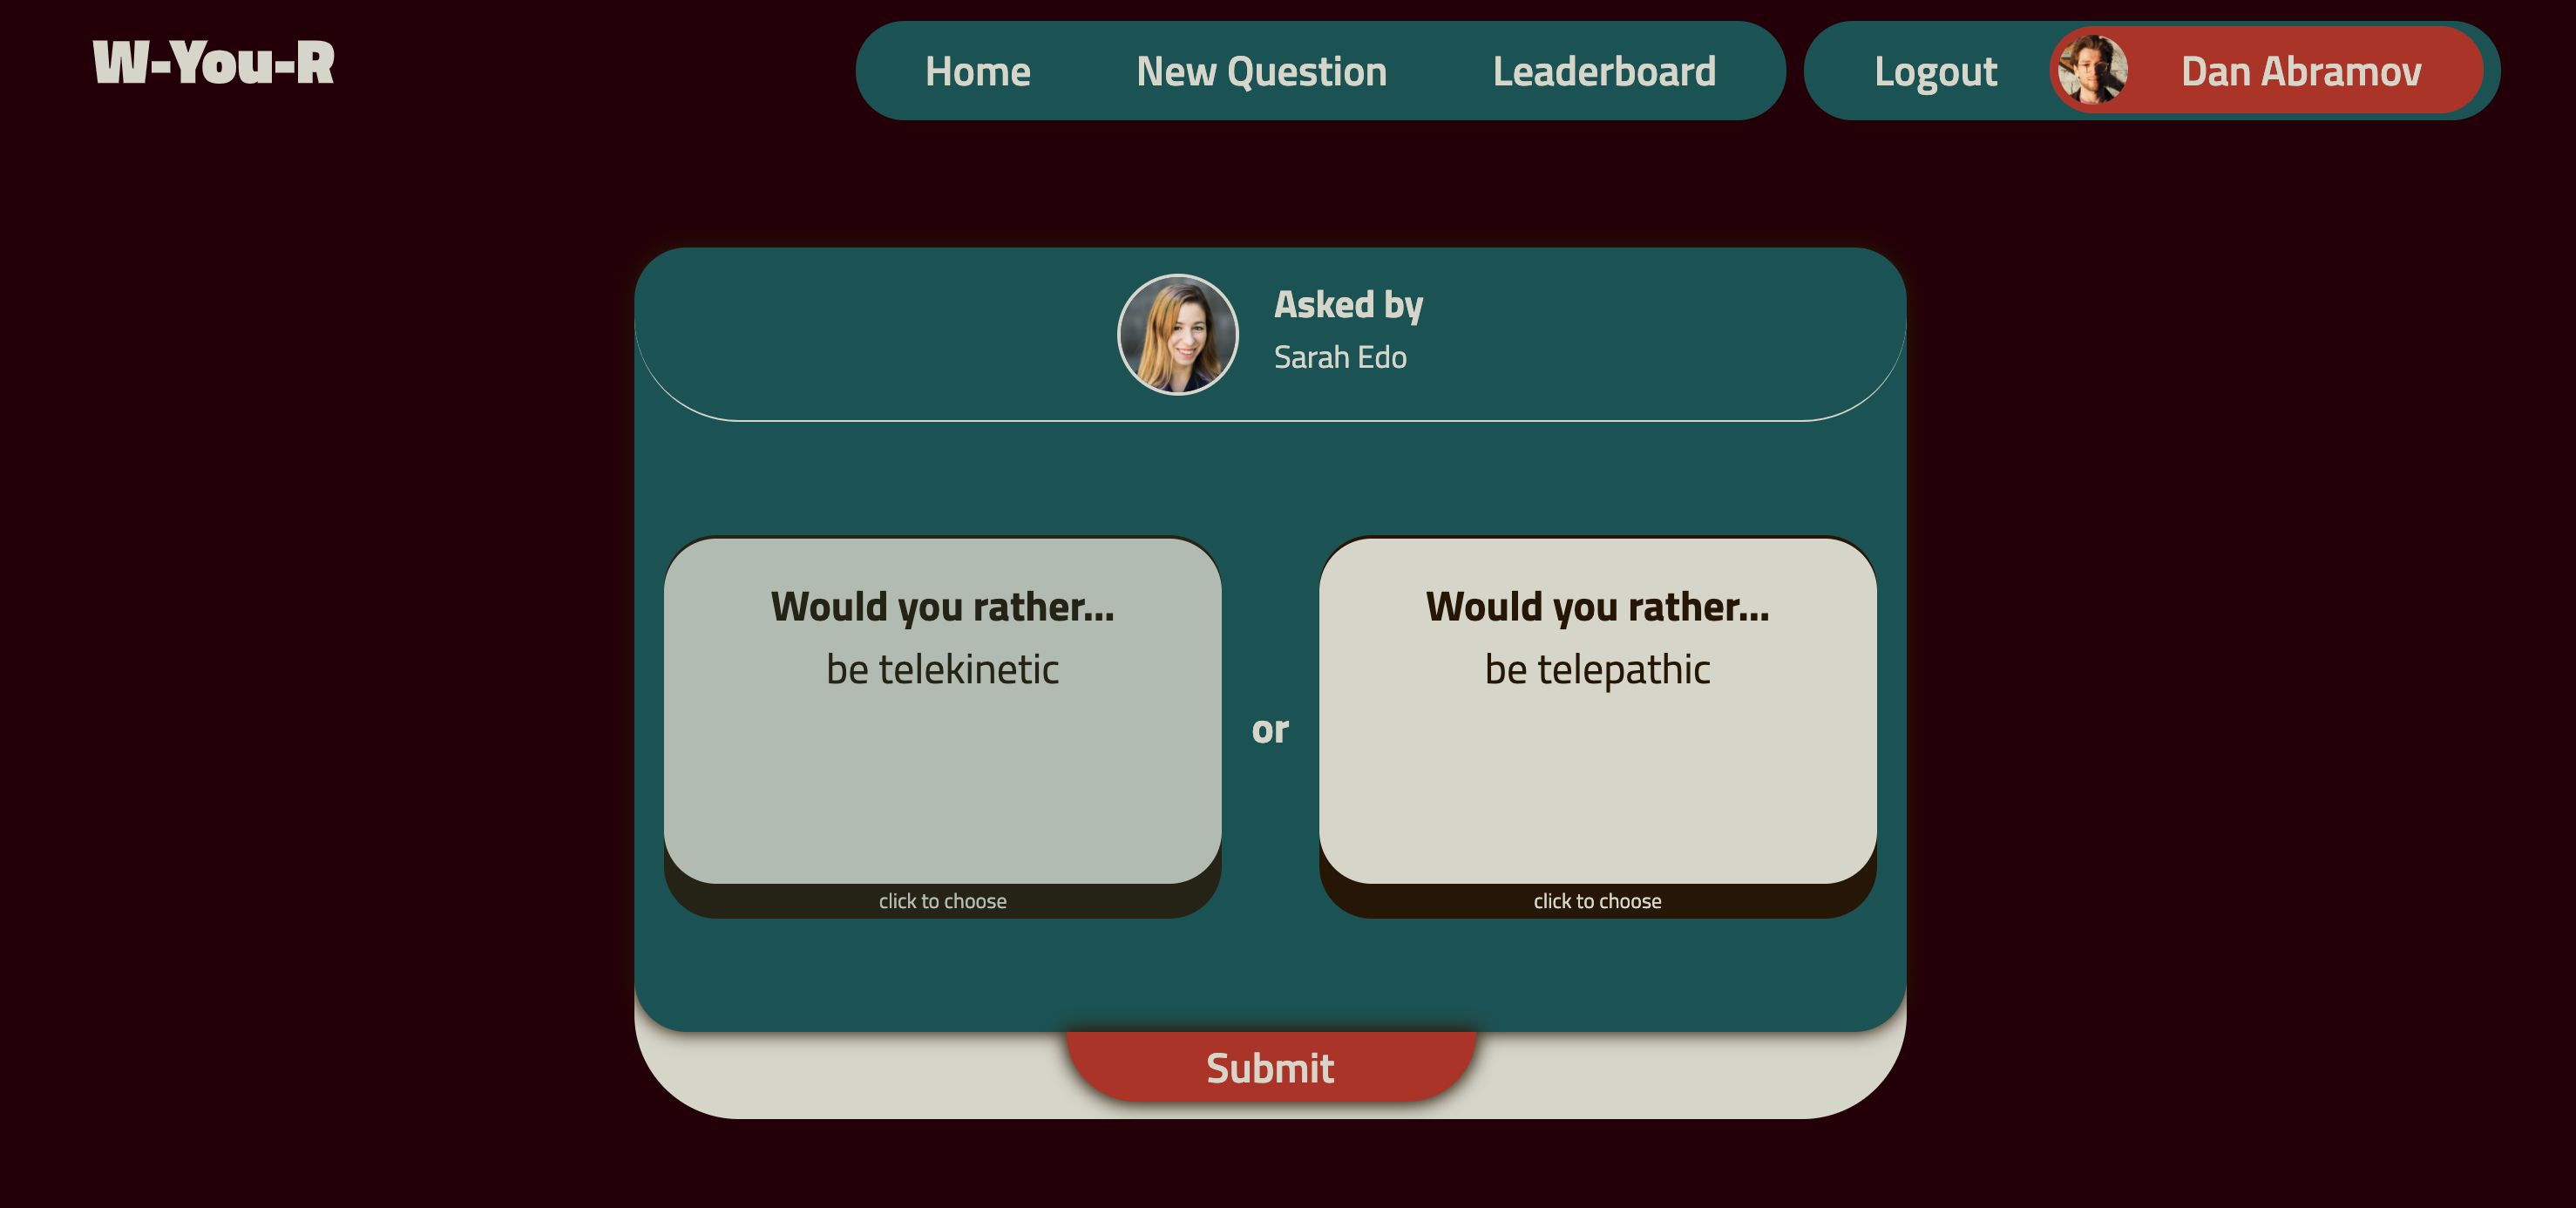 W-You-R
Home
New Question
Leaderboard
Logout
Dan Abramov
Asked by
Sarah Edo
Would you rather...
be telekinetic
click to choose
or
Would you rather...
be telepathic
click to choose
Submit